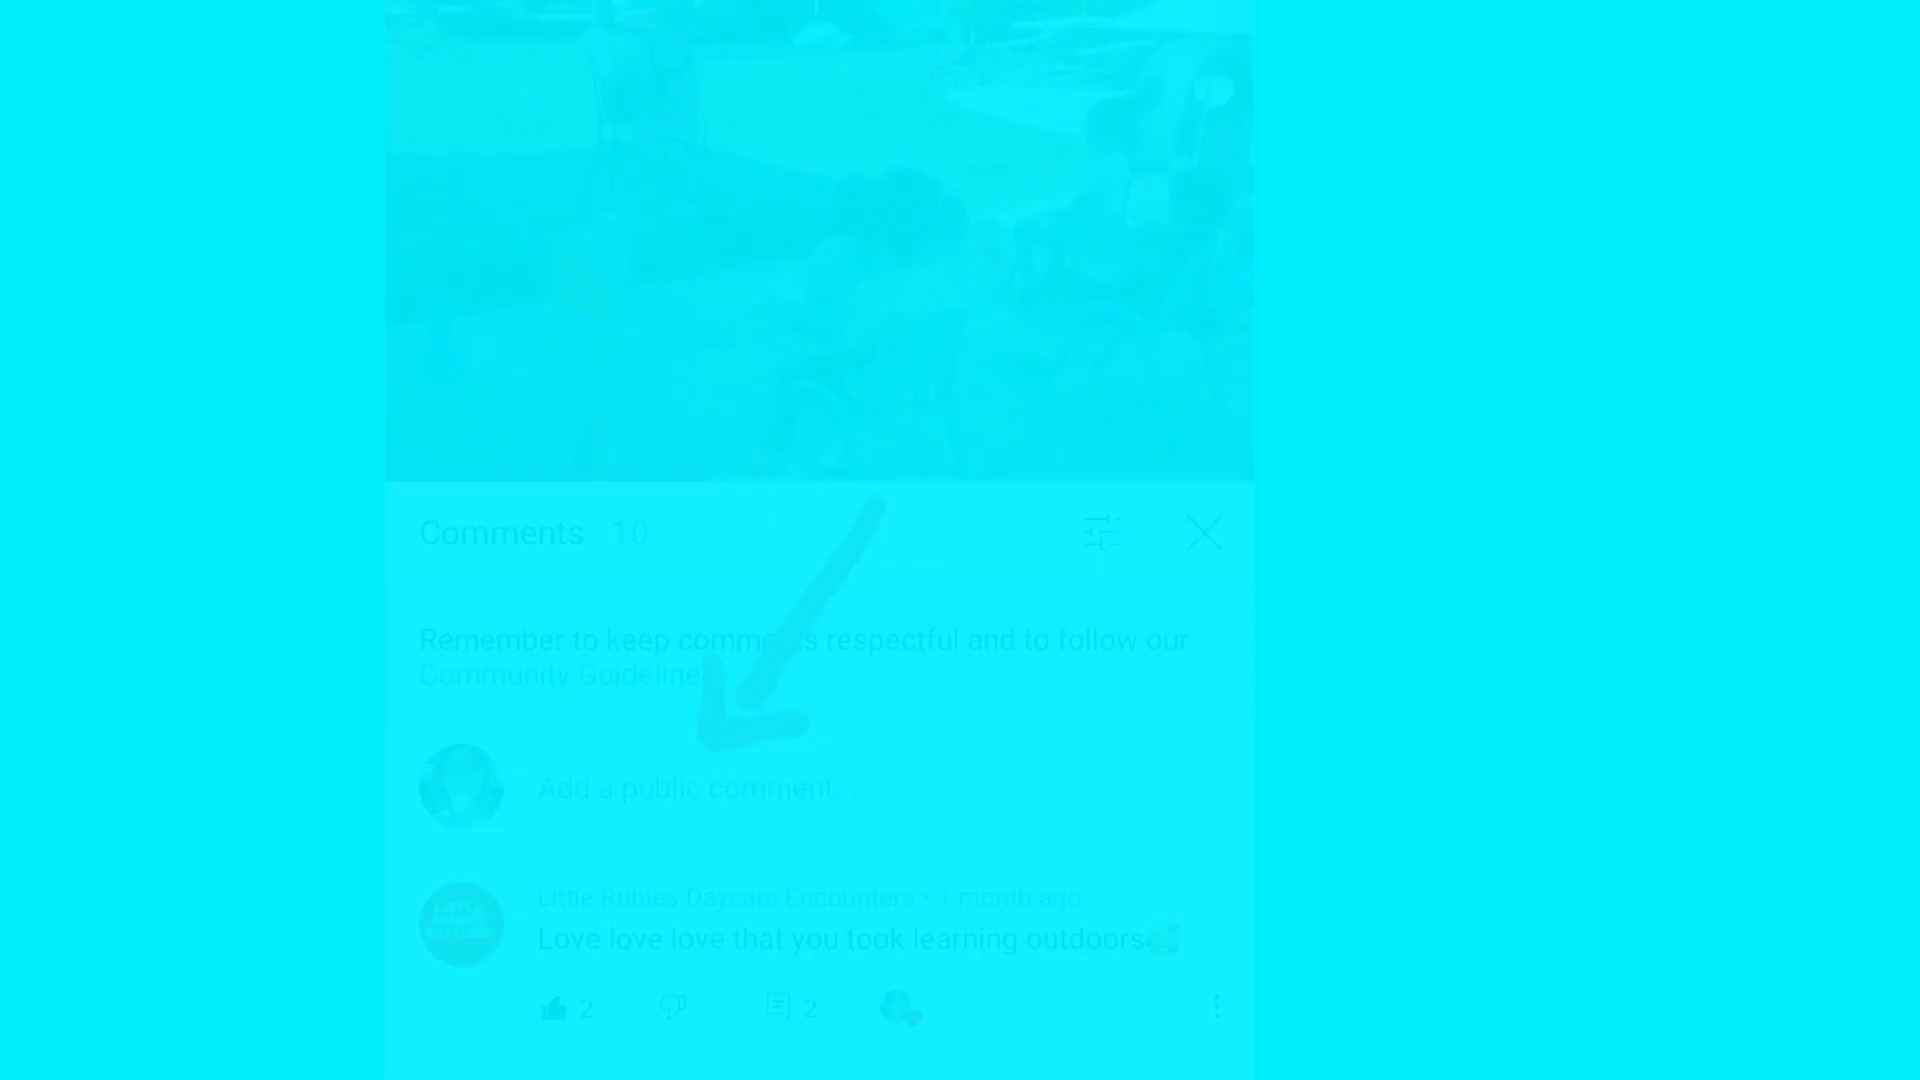 Comments 10
Remember to keep comme s respectful and to follow our
Community Guideline
Add a public comment...
Little Rubies Daycare Encounters • 1 month ago
Love love love that you took learning outdoors🥰
2 2